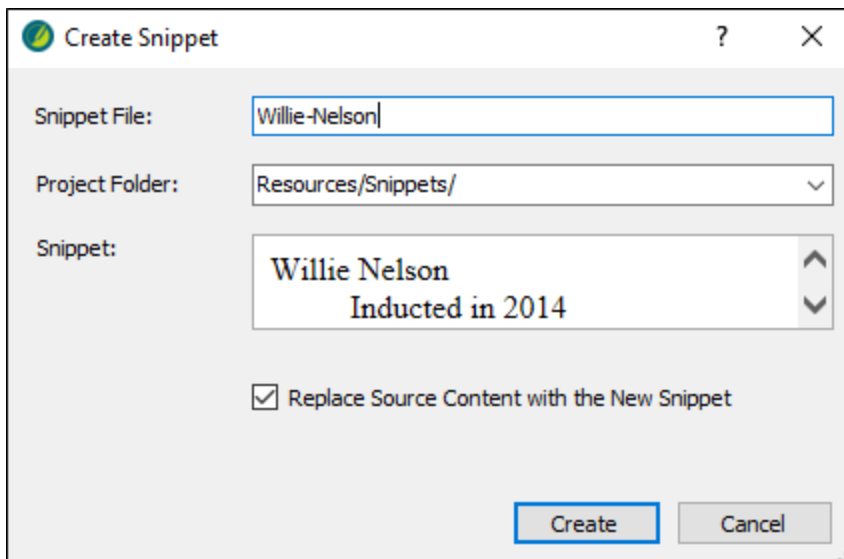 Create Snippet ?
Snippet File: Willie-Nelson
Project Folder: Resources/Snippets/
Snippet: Willie Nelson
Inducted in 2014
Replace Source Content with the New Snippet
Create Cancel